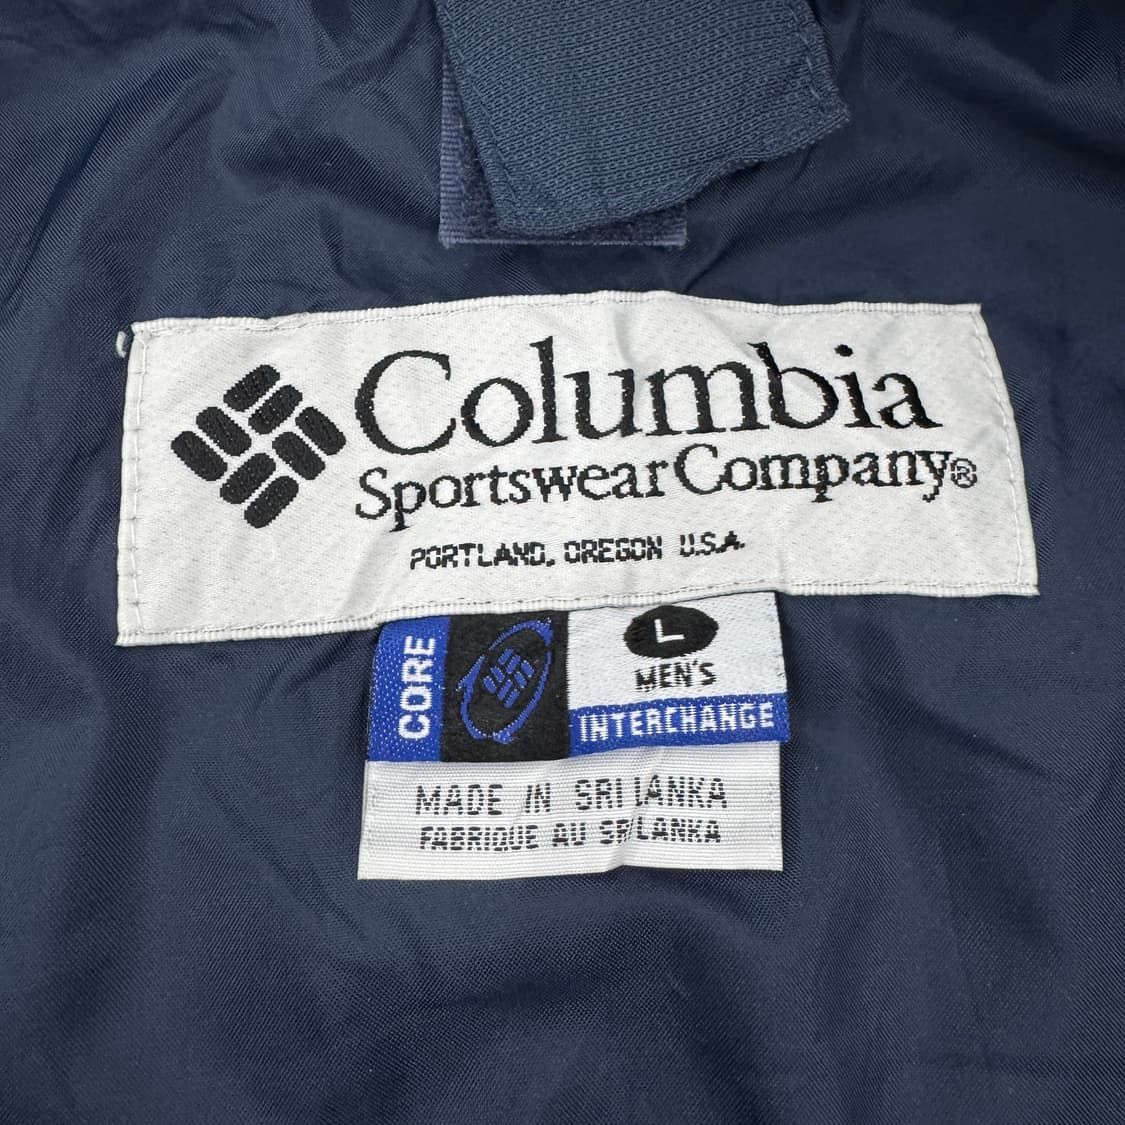 Columbia
Sportswear Company®
PORTLAND, OREGON U.S.A.
CORE
L
MEN'S
INTERCHANGE
MADE IN SRI LANKA
FABRIQUE AU SRI LANKA